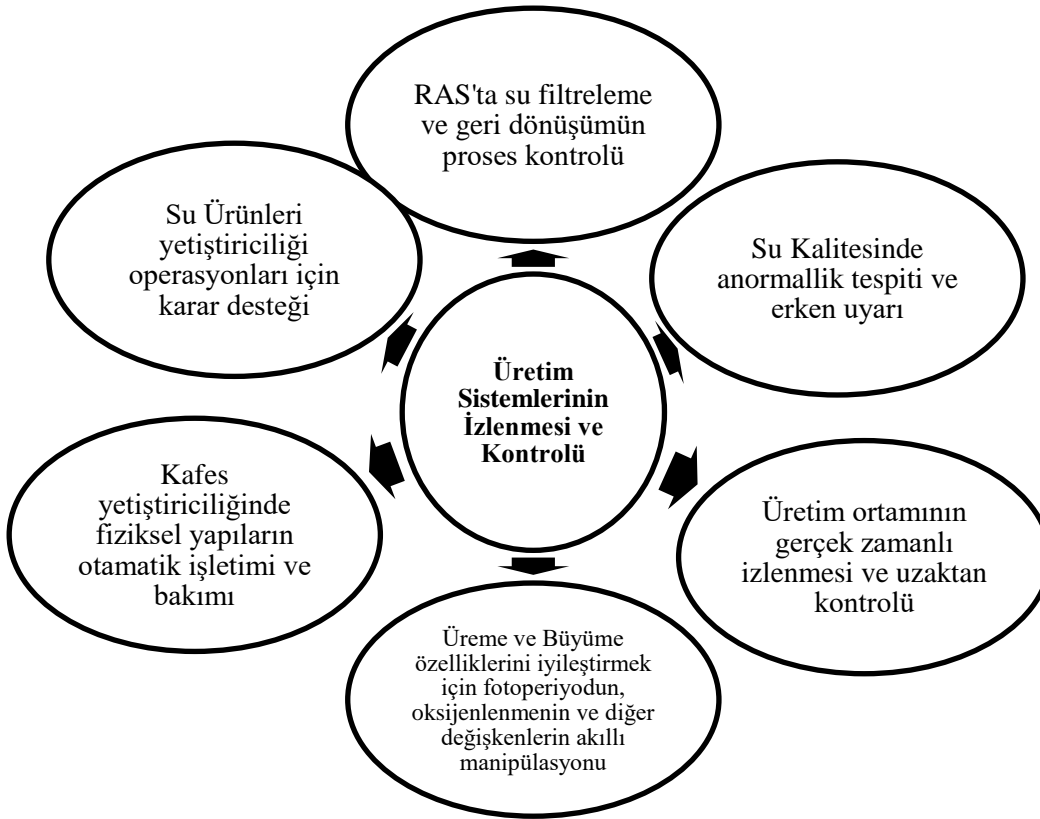 RAS'ta su filtreleme
ve geri dönüşümün
proses kontrolü
Su Ürünleri
yetiştiriciliği
operasyonları için
karar desteği
Su Kalitesinde
anormallik tespiti ve
erken uyarı
Üretim
Sistemlerinin
İzlenmesi ve
Kontrolü
Kafes
yetiştiriciliğinde
fiziksel yapıların
otamatik işletimi ve
bakımı
Üretim ortamının
gerçek zamanlı
izlenmesi ve uzaktan
kontrolü
Üreme ve Büyüme
özelliklerini iyileştirmek
için fotoperiyodun,
oksijenlenmenin ve diğer
değişkenlerin akıllı
manipülasyonu